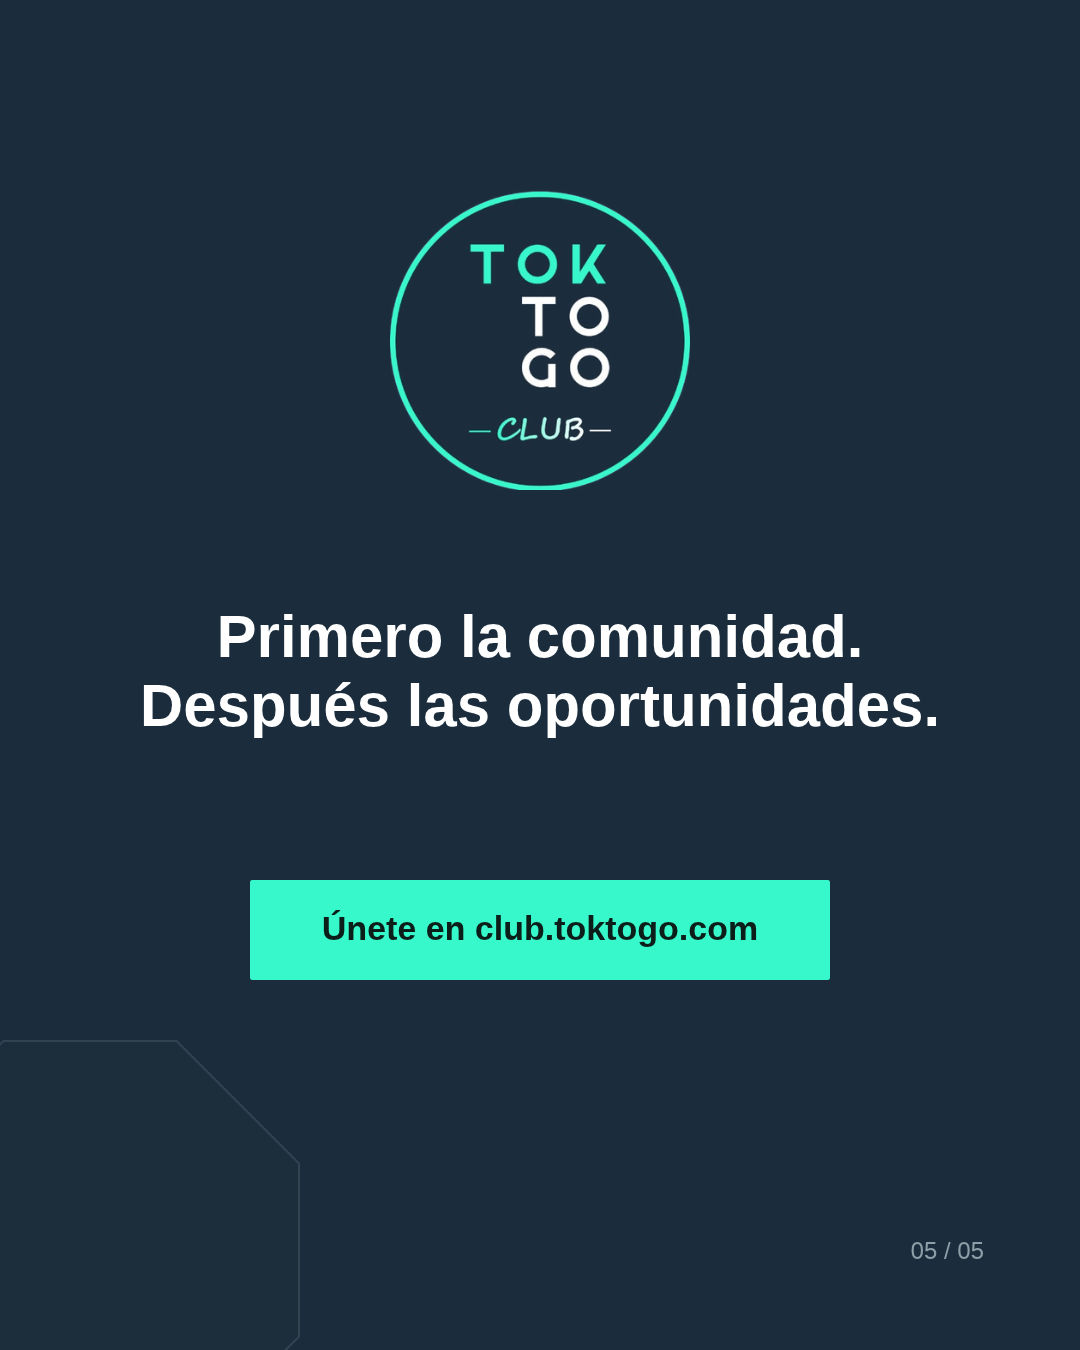 TOK
TO
GO
CLUB
Primero la comunidad.
Después las oportunidades.
Únete en club.toktogo.com
05 / 05